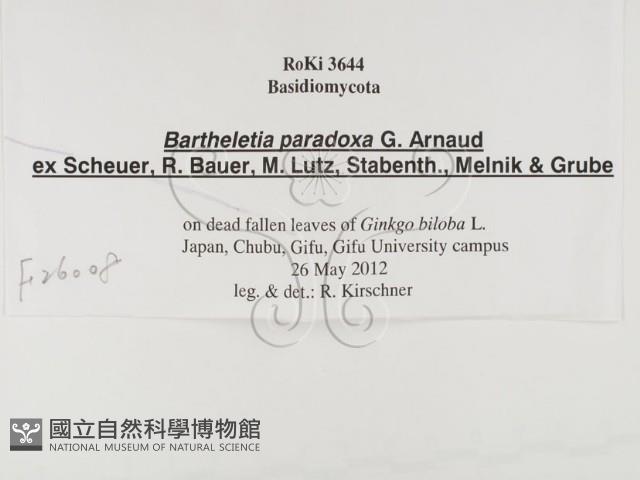 RoKi 3644
Basidiomycota
Bartheletia paradoxa G. Arnaud
ex Scheuer, R. Bauer, M. Lutz, Stabenth., Melnik & Grube
on dead fallen leaves of Ginkgo biloba L.
Japan, Chubu, Gifu, Gifu University campus
26 May 2012
leg. & det.: R. Kirschner
F26008
國立自然科學博物館
NATIONAL MUSEUM OF NATURAL SCIENCE